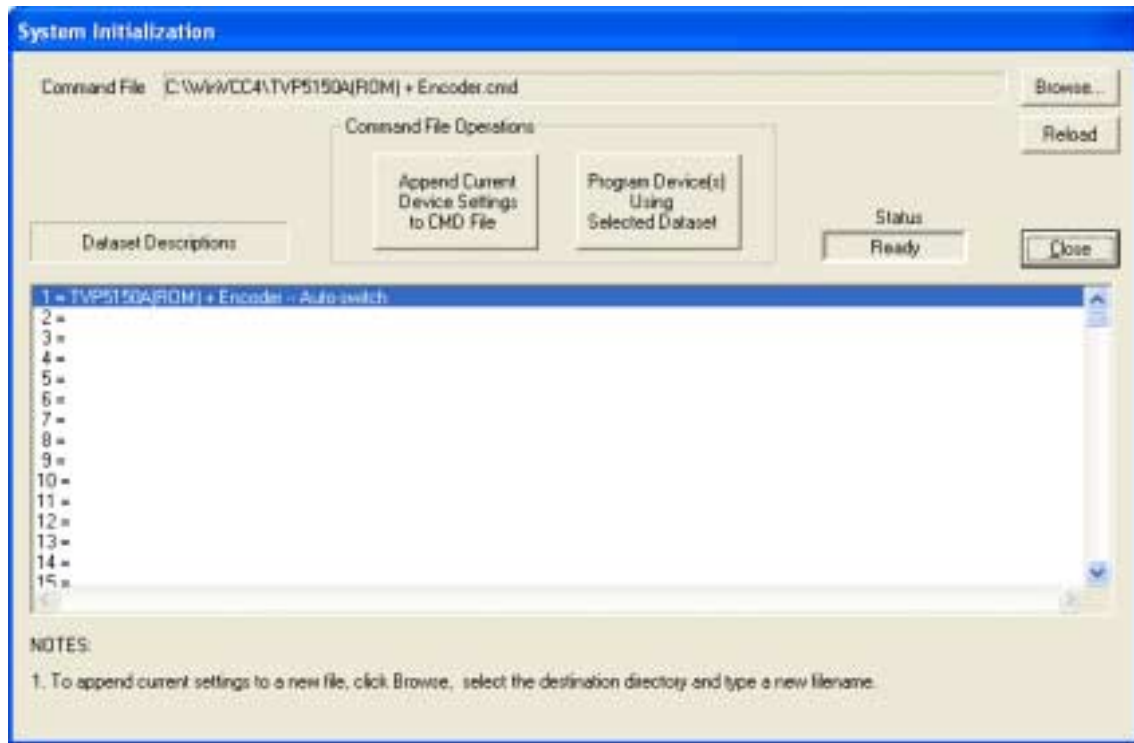 System Initialization
Command File C:\WinVCC4\TVP5150A(ROM) + Encoder.cmd
Browse...
Reload
Command File Operations
Append Current
Device Settings
to CMD File
Program Device(s)
Using
Selected Dataset
Status
Ready
Dataset Descriptions
Close
1 = TVP5150A(ROM) + Encoder -- Auto-switch
2 =
3 =
4 =
5 =
6 =
7 =
8 =
9 =
10 =
11 =
12 =
13 =
14 =
15 =
NOTES:
1. To append current settings to a new file, click Browse, select the destination directory and type a new filename.